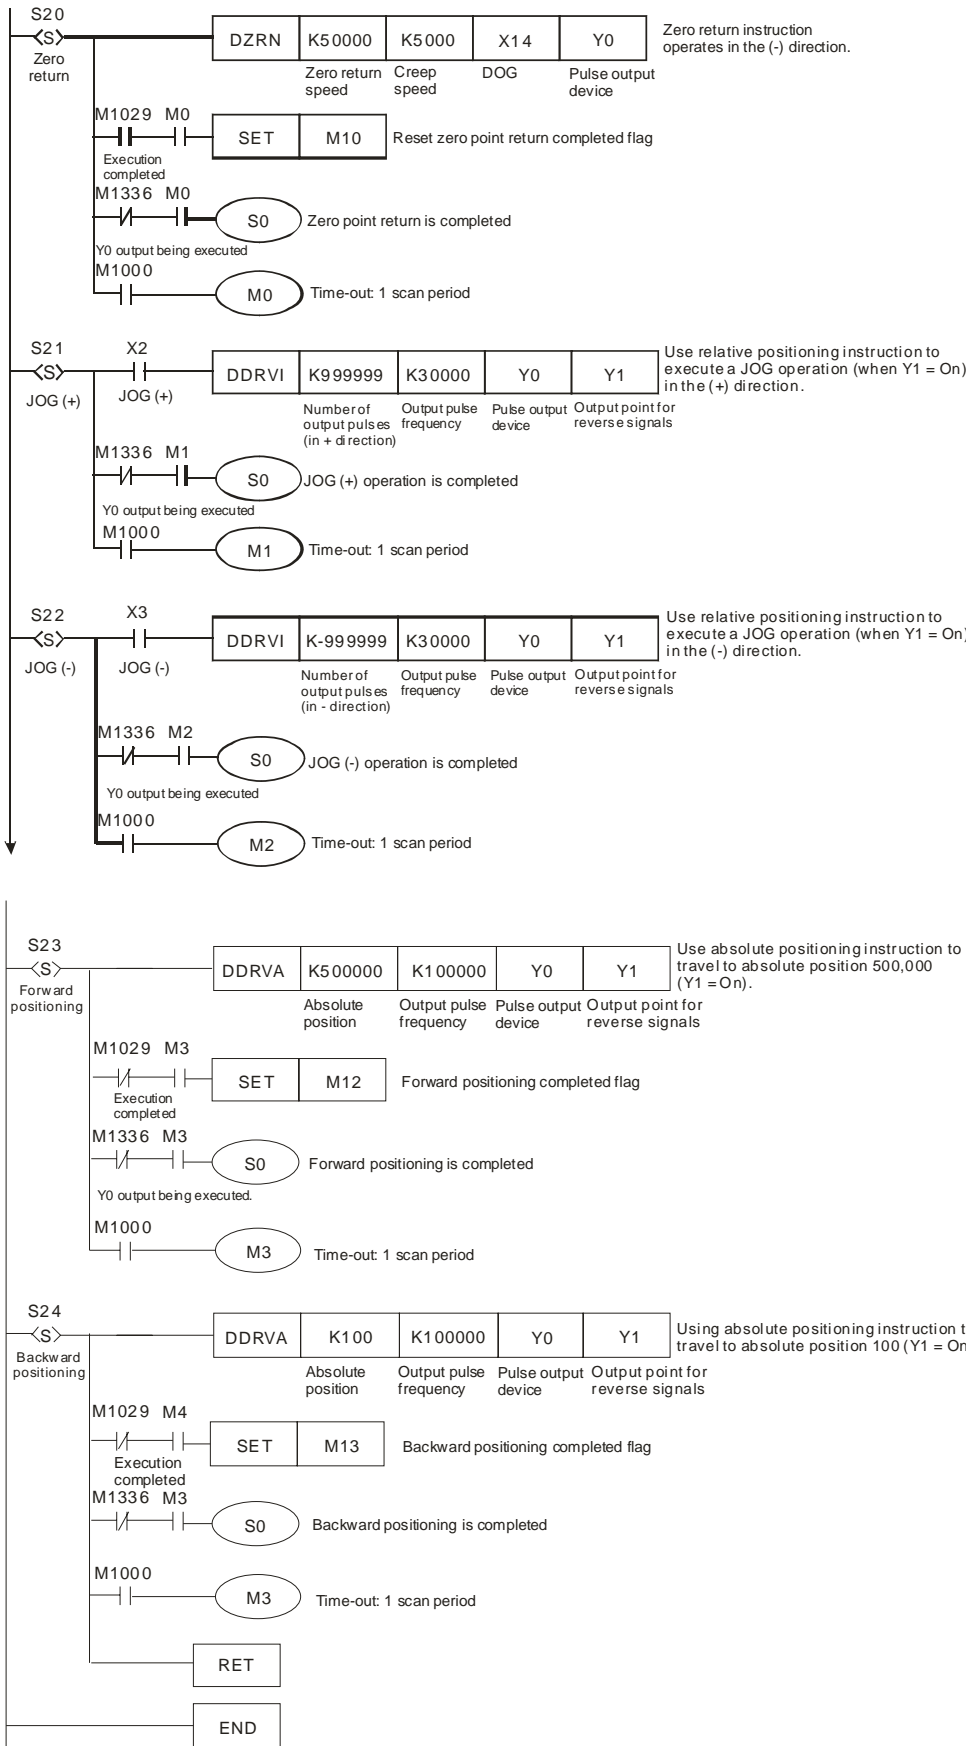 S20
S
Zero
return
DZRN K50000 K5000 X14 Y0
Zero return instruction
operates in the (-) direction.
Zero return
speed
Creep
speed
DOG
Pulse output
device
M1029 M0
Execution
completed
SET M10
Reset zero point return completed flag
M1336 M0
S0
Zero point return is completed
Y0 output being executed
M1000
M0
Time-out: 1 scan period
S21
S
JOG (+)
X2
JOG (+)
DDRVI K999999 K30000 Y0 Y1
Use relative positioning instruction to
execute a JOG operation (when Y1 = On)
in the (+) direction.
Number of
output pulses
(in + direction)
Output pulse
frequency
Pulse output
device
Output point for
reverse signals
M1336 M1
S0
JOG (+) operation is completed
Y0 output being executed
M1000
M1
Time-out: 1 scan period
S22
S
JOG (-)
X3
JOG (-)
DDRVI K-999999 K30000 Y0 Y1
Use relative positioning instruction to
execute a JOG operation (when Y1 = On)
in the (-) direction.
Number of
output pulses
(in - direction)
Output pulse
frequency
Pulse output
device
Output point for
reverse signals
M1336 M2
S0
JOG (-) operation is completed
Y0 output being executed
M1000
M2
Time-out: 1 scan period
S23
S
Forward
positioning
DDRVA K500000 K100000 Y0 Y1
Use absolute positioning instruction to
travel to absolute position 500,000
(Y1 = On).
Absolute
position
Output pulse
frequency
Pulse output
device
Output point for
reverse signals
M1029 M3
Execution
completed
SET M12
Forward positioning completed flag
M1336 M3
S0
Forward positioning is completed
Y0 output being executed.
M1000
M3
Time-out: 1 scan period
S24
S
Backward
positioning
DDRVA K100 K100000 Y0 Y1
Using absolute positioning instruction t
travel to absolute position 100 (Y1 = On
Absolute
position
Output pulse
frequency
Pulse output
device
Output point for
reverse signals
M1029 M4
Execution
completed
SET M13
Backward positioning completed flag
M1336 M3
S0
Backward positioning is completed
M1000
M3
Time-out: 1 scan period
RET
END